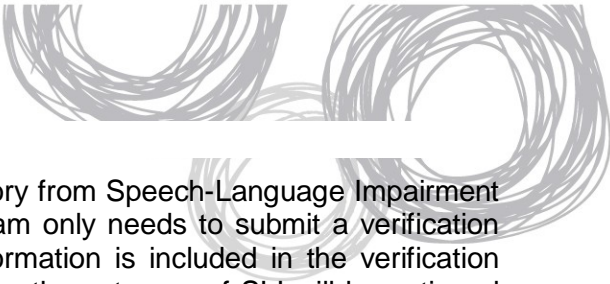 ory from Speech-Language Impairment
am only needs to submit a verification
ormation is included in the verification